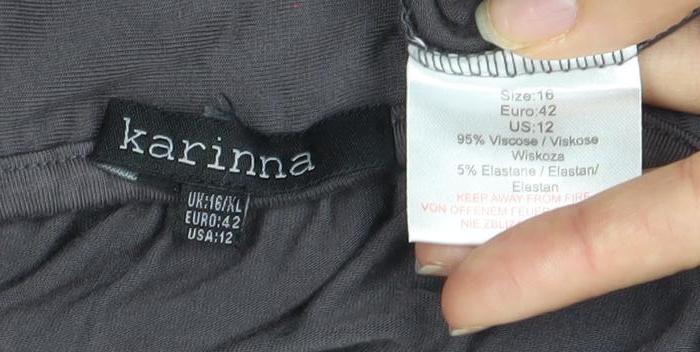 karinna
UK:16/XL
EURO:42
USA:12
Size:16
Euro:42
US:12
95% Viscose / Viskose
Wiskoza
5% Elastane / Elastan/
Elastan
KEEP AWAY FROM FIRE
VON OFFENEM
NIE